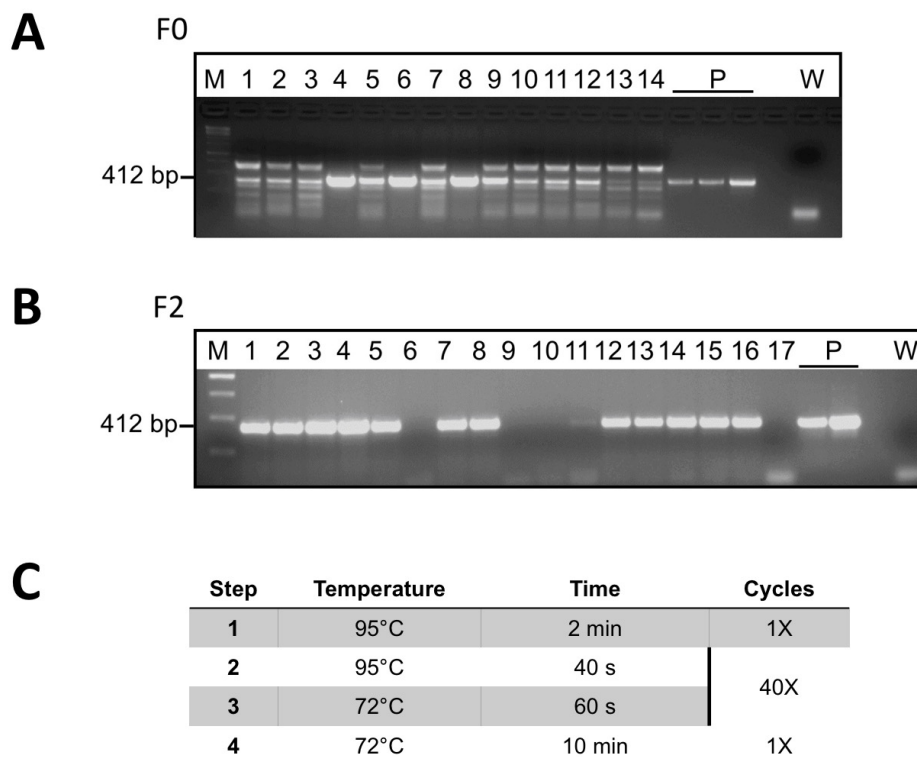 A
F0
M 1 2 3 4 5 6 7 8 9 10 11 12 13 14 P W
412 bp
B
F2
M 1 2 3 4 5 6 7 8 9 10 11 12 13 14 15 16 17 P W
412 bp
C
Step Temperature Time Cycles
1 95°C 2 min 1X
2 95°C 40 s
40X
3 72°C 60 s
4 72°C 10 min 1X